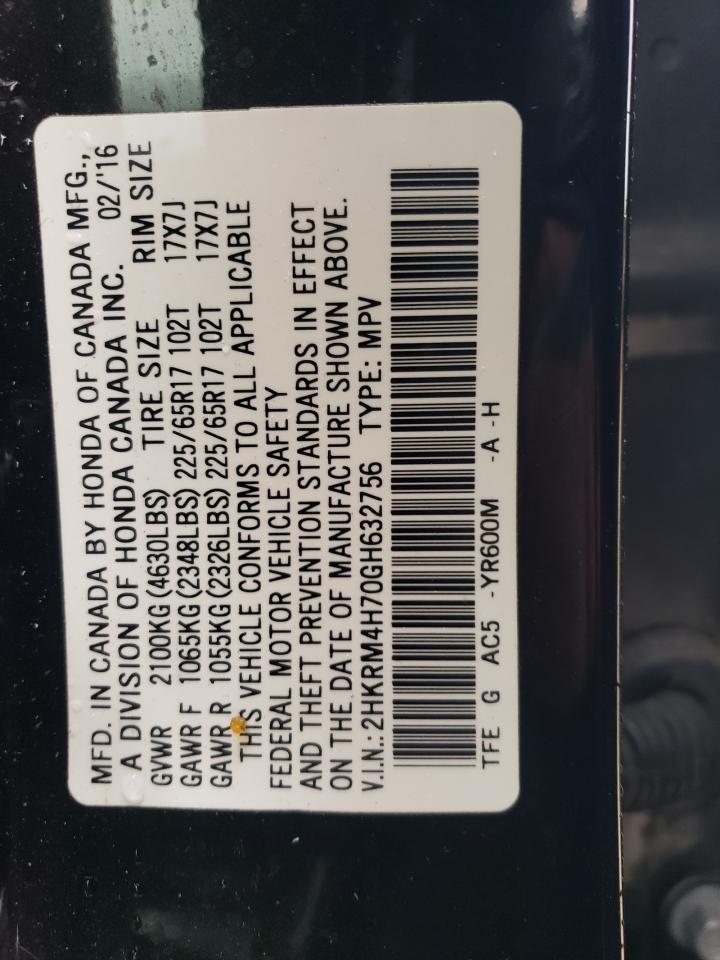 MFD. IN CANADA BY HONDA OF CANADA MFG.,
A DIVISION OF HONDA CANADA INC. 02/'16
GVWR 2100KG(4630LBS) TIRE SIZE RIM SIZE
GAWR F 1065KG(2348LBS) 225/65R17 102T 17X7J
GAWR R 1055KG(2326LBS) 225/65R17 102T 17X7J
THIS VEHICLE CONFORMS TO ALL APPLICABLE
FEDERAL MOTOR VEHICLE SAFETY
AND THEFT PREVENTION STANDARDS IN EFFECT
ON THE DATE OF MANUFACTURE SHOWN ABOVE.
V.I.N.: 2HKRM4H70GH632756 TYPE: MPV
TFE G AC5 -YR600M -A -H